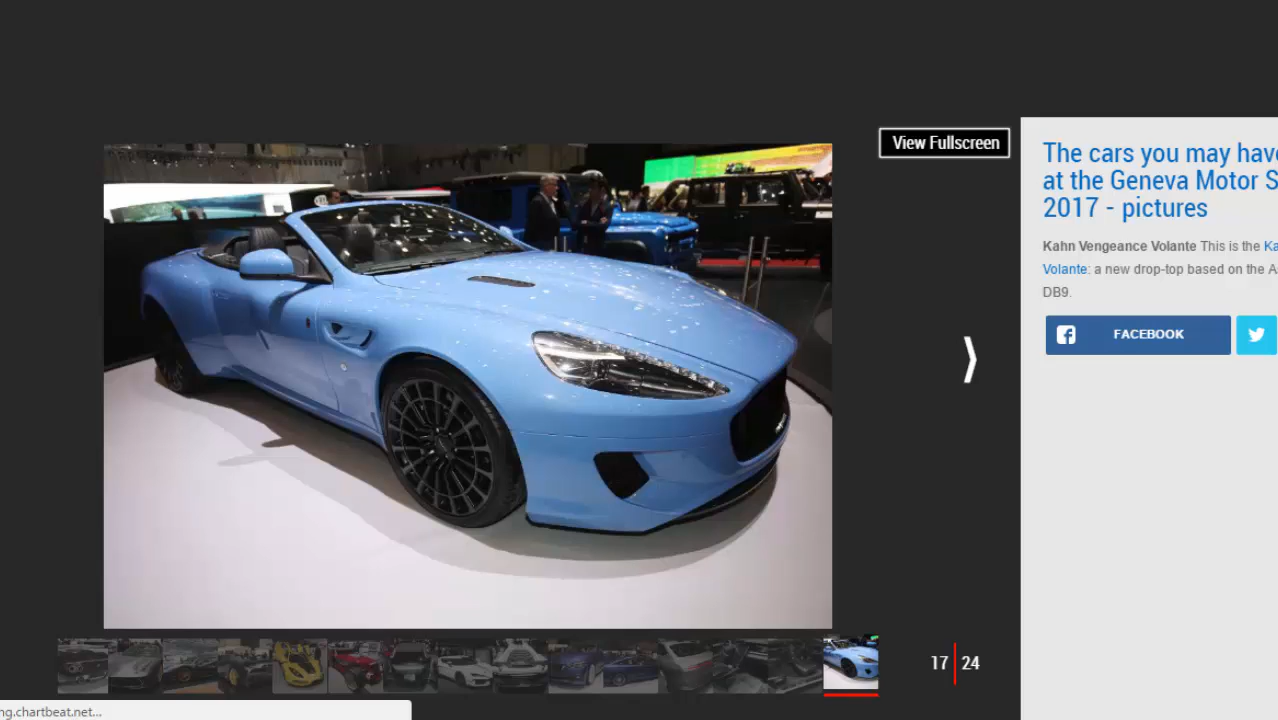 View Fullscreen
The cars you may have
at the Geneva Motor S
2017 - pictures
Kahn Vengeance Volante This is the Ka
Volante: a new drop-top based on the A
DB9.
FACEBOOK
17 24
ng.chartbeat.net...